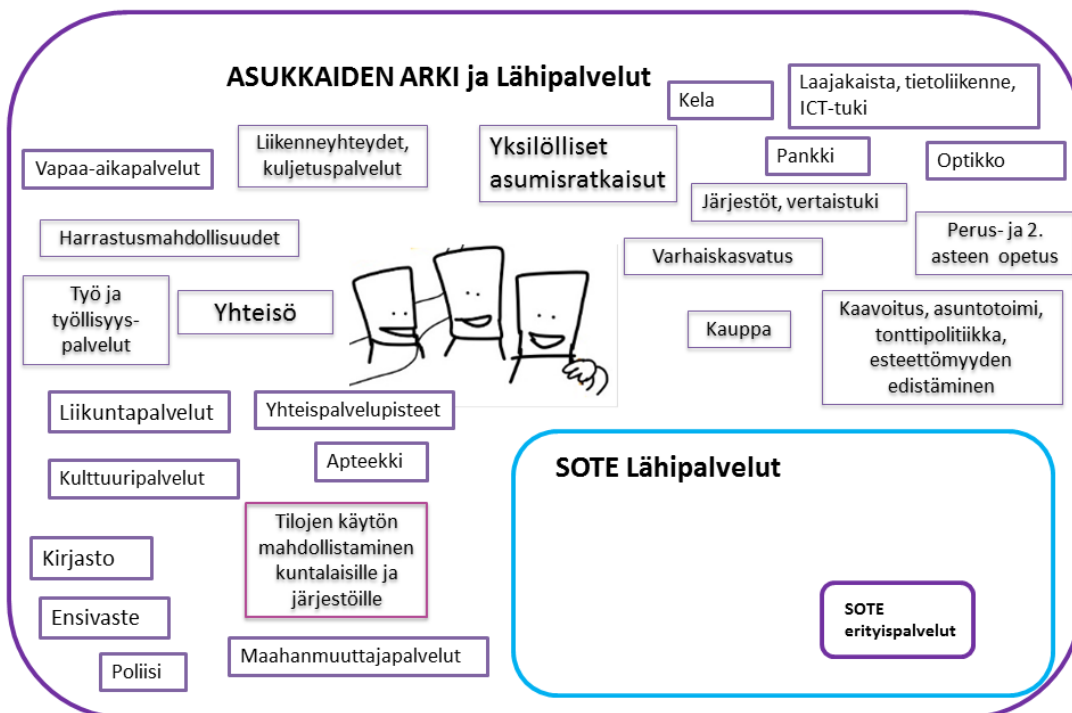 ASUKKAIDEN ARKI ja Lähipalvelut
Kela
Laajakaista, tietoliikenne,
ICT-tuki
Vapaa-aikapalvelut
Liikenneyhteydet,
kuljetuspalvelut
Yksilölliset
asumisratkaisut
Pankki
Optikko
Järjestöt, vertaistuki
Harrastusmahdollisuudet
Varhaiskasvatus
Perus- ja 2.
asteen opetus
Työ ja
työllisyys-
palvelut
Yhteisö
Kauppa
Kaavoitus, asuntotoimi,
tonttipolitiikka,
esteettömyyden
edistäminen
Liikuntapalvelut
Yhteispalvelupisteet
Apteekki
Kulttuuripalvelut
SOTE Lähipalvelut
Tilojen käytön
mahdollistaminen
kuntalaisille ja
järjestöille
Kirjasto
Ensivaste
SOTE
erityispalvelut
Poliisi
Maahanmuuttajapalvelut